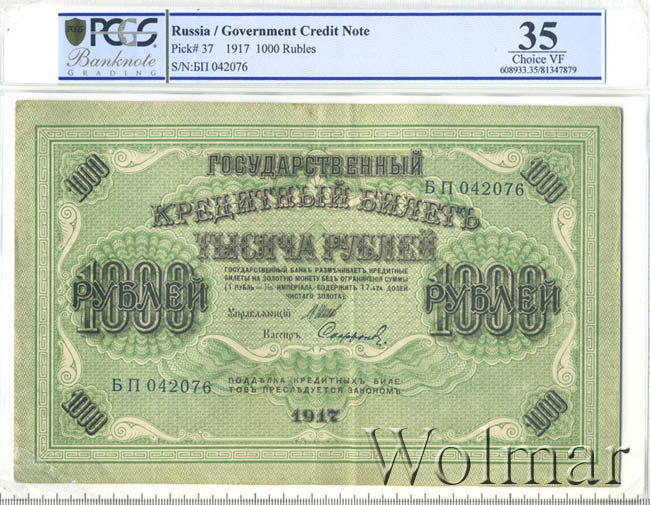 PCGS
Banknote
GRADING
Russia / Government Credit Note
Pick# 37 1917 1000 Rubles
S/N:БП 042076
35
Choice VF
608933.35/81347879
1000
1000
ГОСУДАРСТВЕННЫЙ
БП 042076
КРЕДИТНЫЙ БИЛЕТЪ
ТЫСЯЧА РУБЛЕЙ
ГОСУДАРСТВЕННЫЙ БАНКЪ РАЗМѢНИВАЕТЪ КРЕДИТНЫЕ
БИЛЕТЫ НА ЗОЛОТУЮ МОНЕТУ БЕЗЪ ОГРАНИЧЕНІЯ СУММЫ
(1 РУБЛЬ = 1/15 ИМПЕРІАЛА, СОДЕРЖИТЪ 17,424 ДОЛЕЙ
ЧИСТАГО ЗОЛОТА).
1000
РУБЛЕЙ
1000
РУБЛЕЙ
Управляющій
Кассиръ
БП 042076
ПОДДѢЛКА КРЕДИТНЫХЪ БИЛЕ-
ТОВЪ ПРЕСЛѢДУЕТСЯ ЗАКОНОМЪ
1000
1917
1000
Wolmar